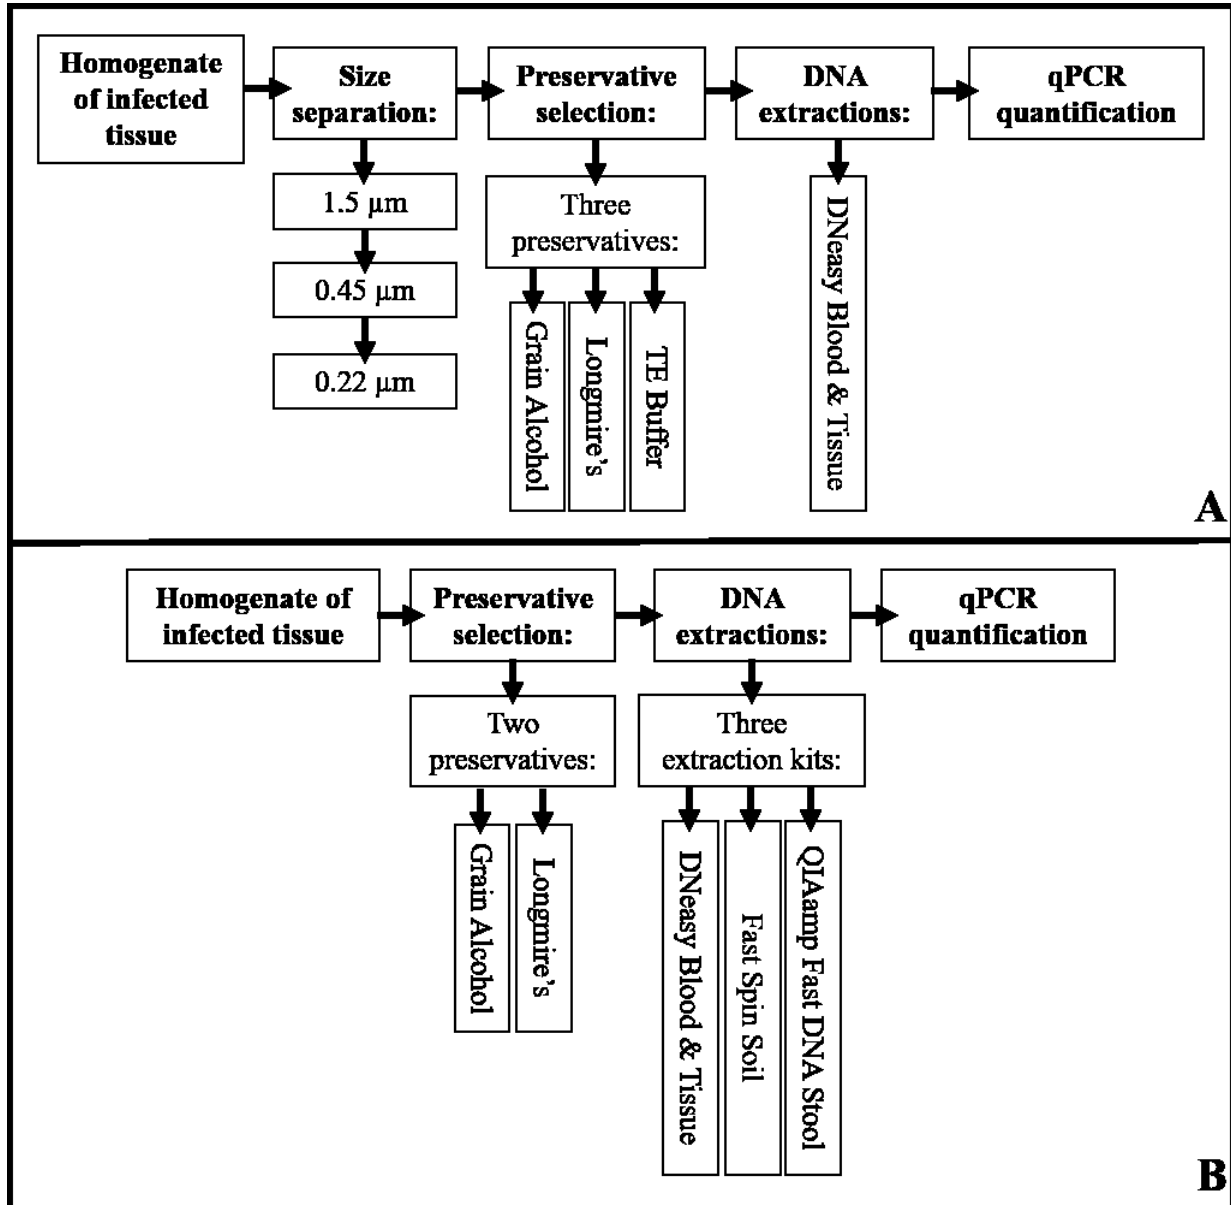 Homogenate
of infected
tissue
Size
separation:
Preservative
selection:
DNA
extractions:
qPCR
quantification
1.5 µm
0.45 µm
0.22 µm
Three
preservatives:
Grain Alcohol
Longmire's
TE Buffer
DNeasy Blood & Tissue
A
Homogenate of
infected tissue
Preservative
selection:
DNA
extractions:
qPCR
quantification
Two
preservatives:
Grain Alcohol
Longmire's
Three
extraction kits:
DNeasy Blood & Tissue
Fast Spin Soil
QIAamp Fast DNA Stool
B